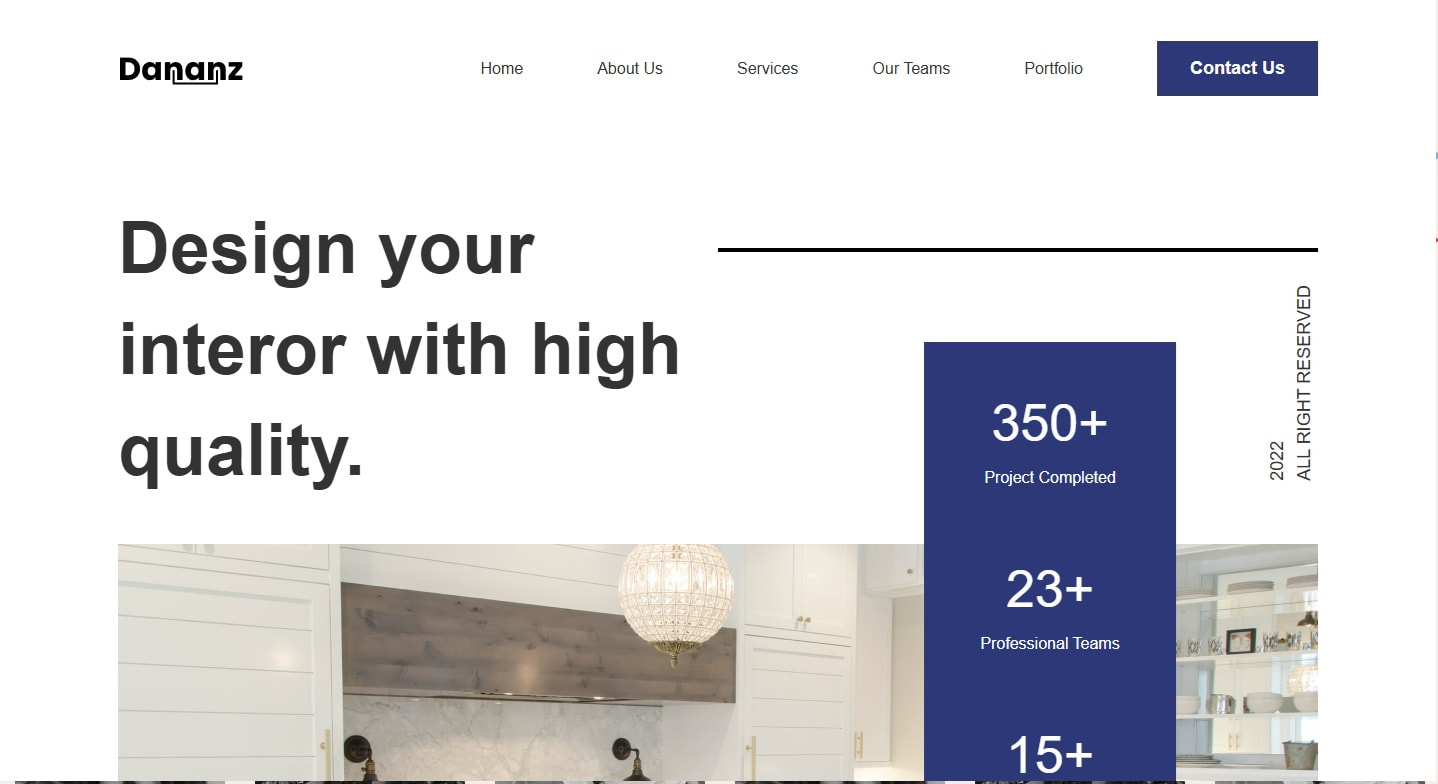 Dananz
Home
About Us
Services
Our Teams
Portfolio
Contact Us
Design your
interor with high
quality.
2022
ALL RIGHT RESERVED
350+
Project Completed
23+
Professional Teams
15+